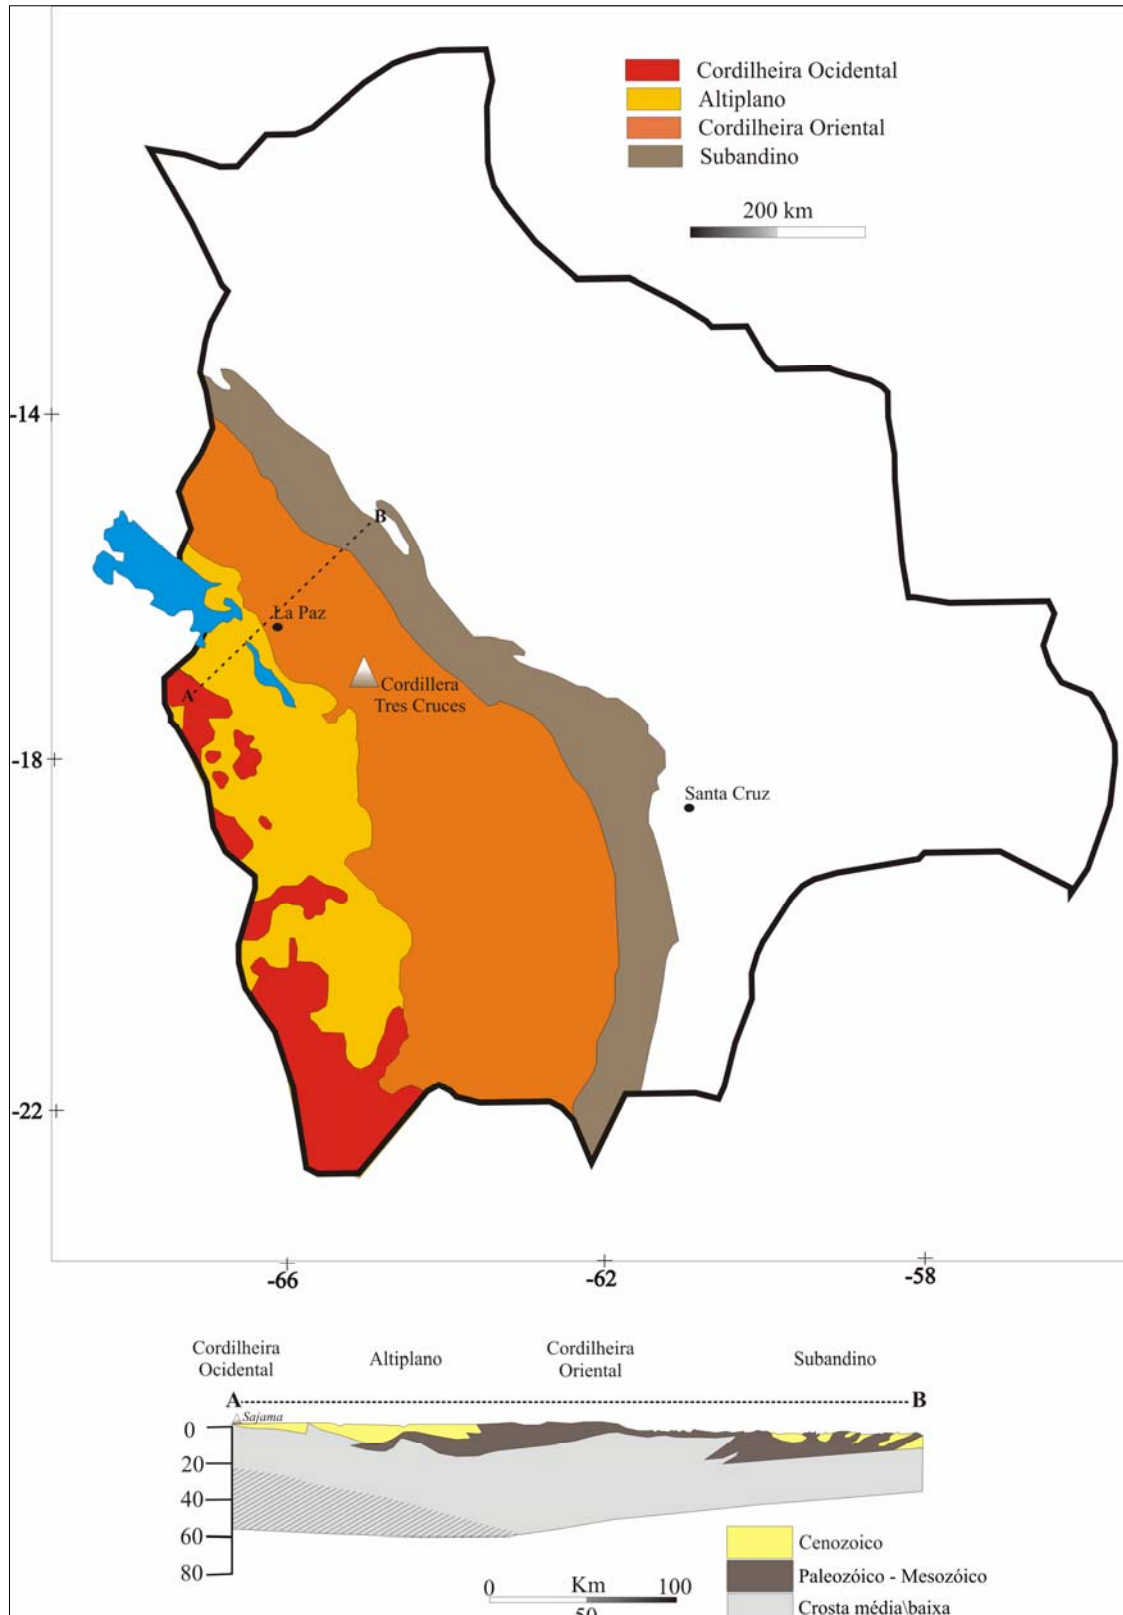 Cordilheira Ocidental
Altiplano
Cordilheira Oriental
Subandino
200 km
-14
B
La Paz
Cordillera
Tres Cruces
A
-18
Santa Cruz
-22
-66
-62
-58
Cordilheira
Ocidental
Altiplano
Cordilheira
Oriental
Subandino
A
B
Sajama
0
20
40
60
80
Cenozoico
Paleozóico - Mesozóico
Crosta média\baixa
0
Km
100
50